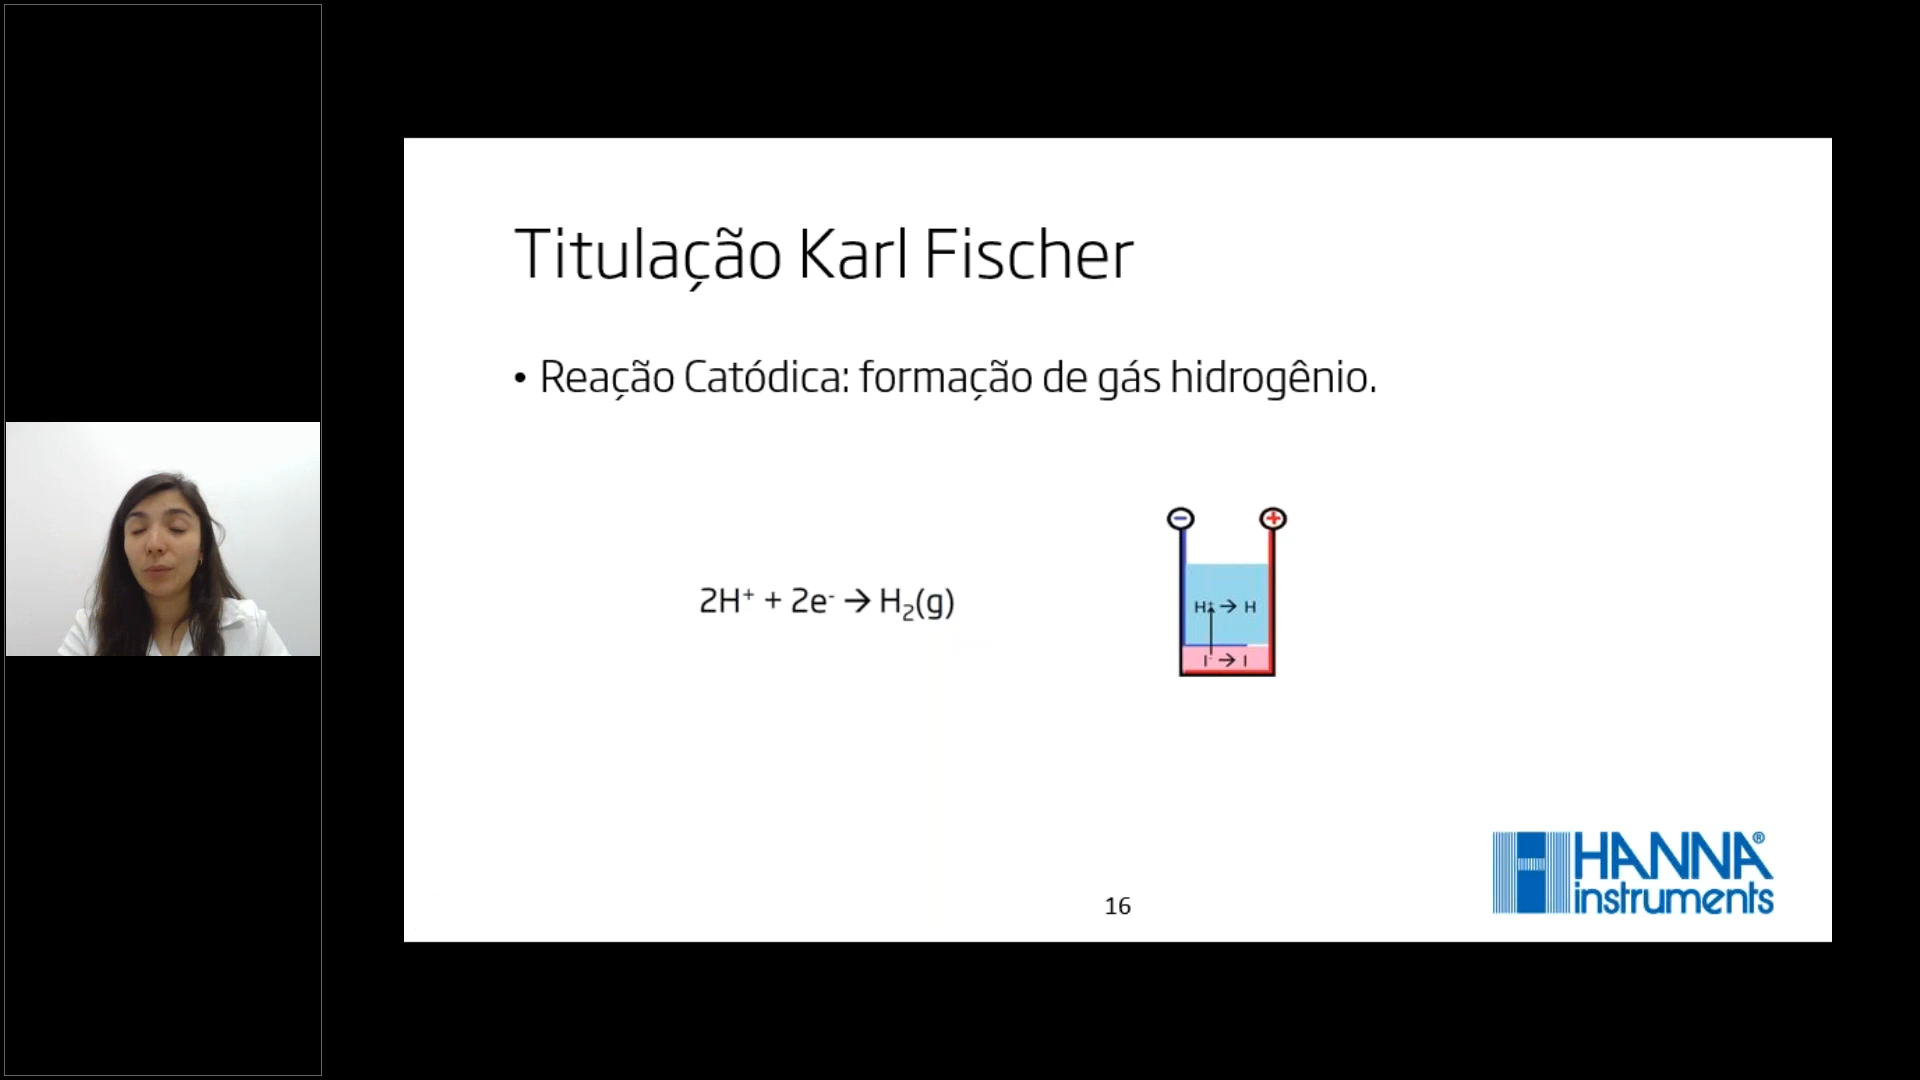 Titulação Karl Fischer
• Reação Catódica: formação de gás hidrogênio.
− +
2H⁺ + 2e⁻ → H₂(g)
H⁺ → H
I⁻ → I
HANNA®
instruments
16